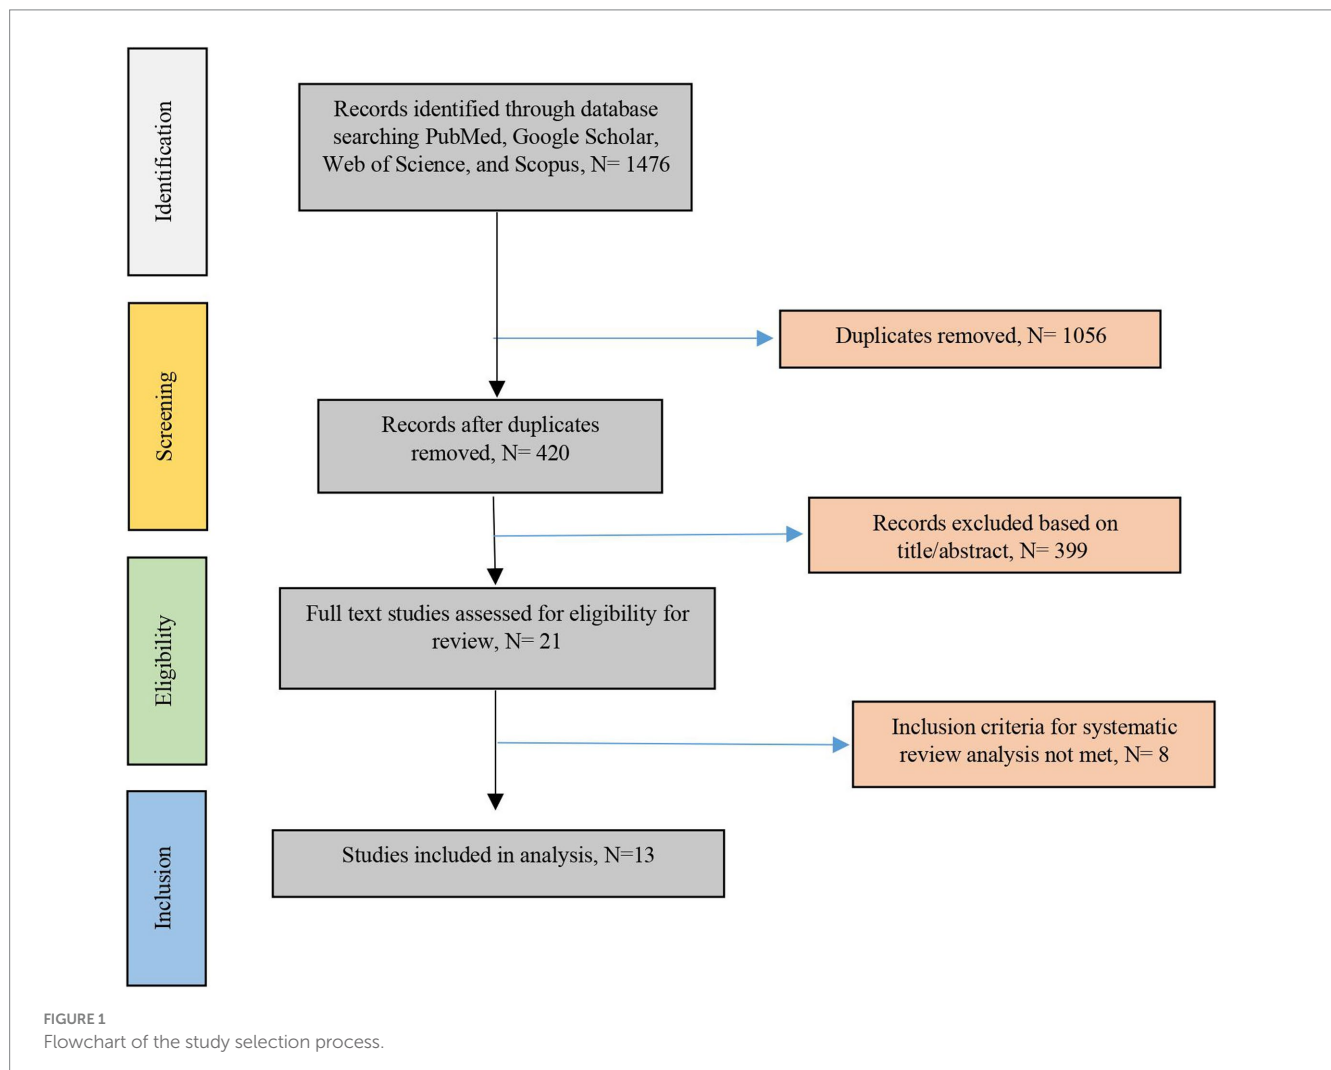 Identification
Records identified through database
searching PubMed, Google Scholar,
Web of Science, and Scopus, N= 1476
Duplicates removed, N= 1056
Screening
Records after duplicates
removed, N= 420
Records excluded based on
title/abstract, N= 399
Eligibility
Full text studies assessed for eligibility for
review, N= 21
Inclusion criteria for systematic
review analysis not met, N= 8
Inclusion
Studies included in analysis, N=13
FIGURE 1
Flowchart of the study selection process.